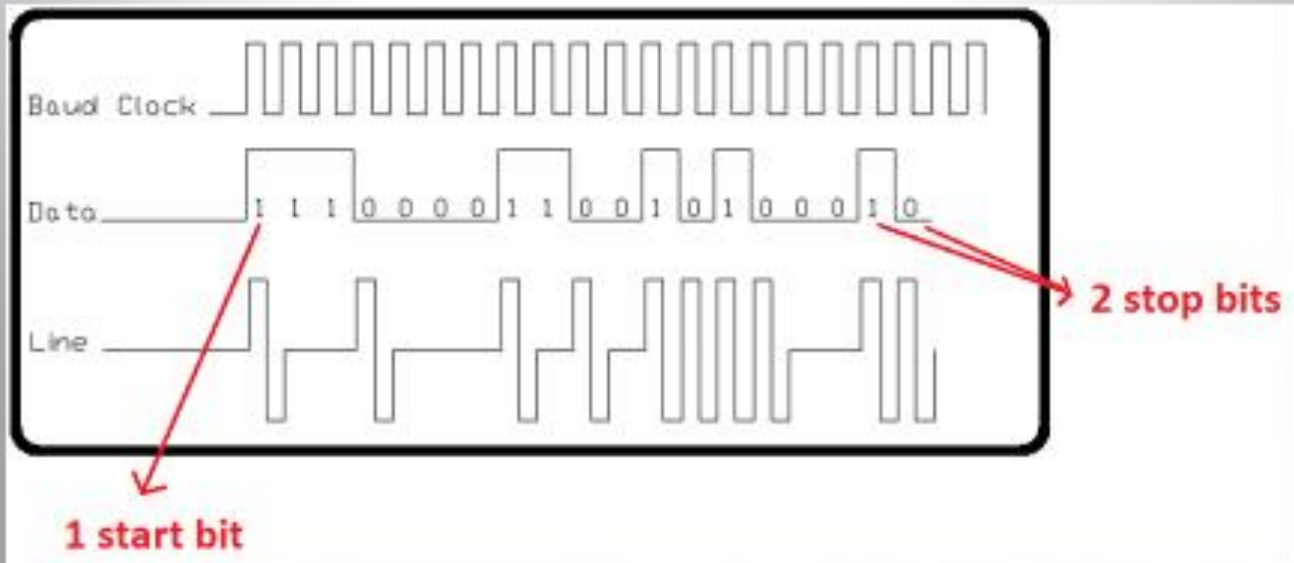 Baud Clock
Data 1 1 1 0 0 0 0 1 1 0 0 1 0 1 0 0 0 1 0
2 stop bits
Line
1 start bit